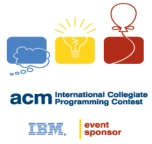 acm International Collegiate
Programming Contest
IBM. event
sponsor